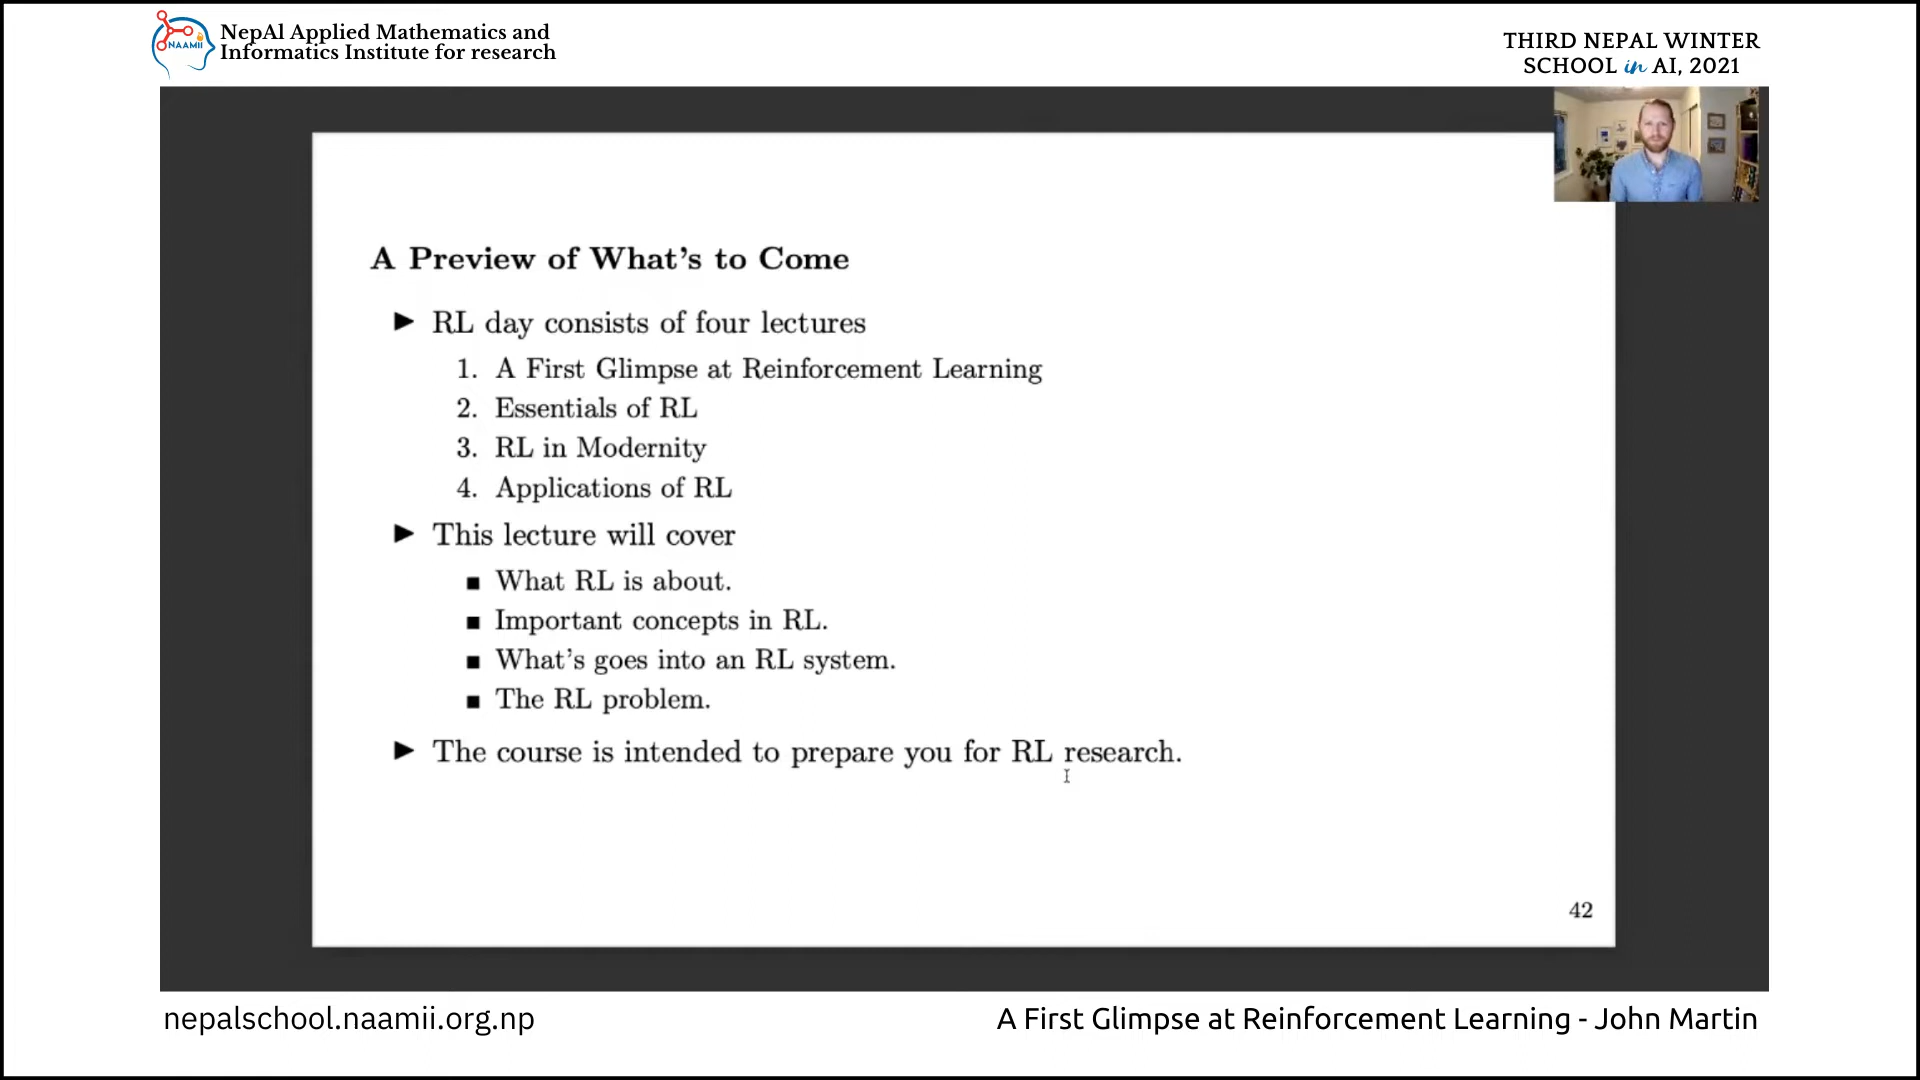 NAAMII
NepAl Applied Mathematics and
Informatics Institute for research
THIRD NEPAL WINTER
SCHOOL in AI, 2021
A Preview of What's to Come
▶ RL day consists of four lectures
1. A First Glimpse at Reinforcement Learning
2. Essentials of RL
3. RL in Modernity
4. Applications of RL
▶ This lecture will cover
■ What RL is about.
■ Important concepts in RL.
■ What's goes into an RL system.
■ The RL problem.
▶ The course is intended to prepare you for RL research.
42
nepalschool.naamii.org.np
A First Glimpse at Reinforcement Learning - John Martin